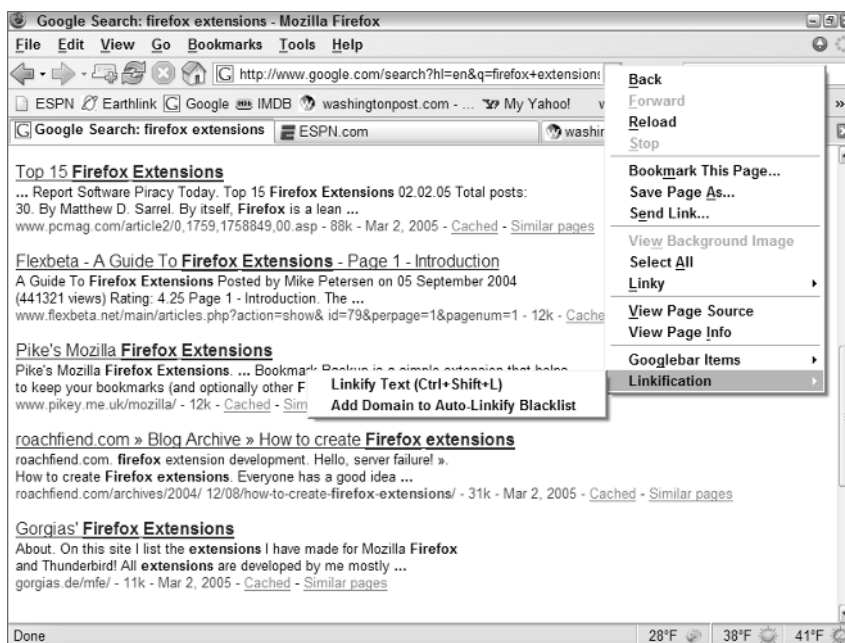 Google Search: firefox extensions - Mozilla Firefox
File Edit View Go Bookmarks Tools Help
G http://www.google.com/search?hl=en&q=firefox+extensions
ESPN Earthlink G Google IMDB washingtonpost.com - ... My Yahoo!
G Google Search: firefox extensions ESPN.com washin
Back
Forward
Reload
Stop
Bookmark This Page...
Save Page As...
Send Link...
View Background Image
Select All
Linky
View Page Source
View Page Info
Googlebar Items
Linkification
Linkify Text (Ctrl+Shift+L)
Add Domain to Auto-Linkify Blacklist
Top 15 Firefox Extensions
... Report Software Piracy Today. Top 15 Firefox Extensions 02.02.05 Total posts:
30. By Matthew D. Sarrel. By itself, Firefox is a lean ...
www.pcmag.com/article2/0,1759,1758849,00.asp - 88k - Mar 2, 2005 - Cached - Similar pages
Flexbeta - A Guide To Firefox Extensions - Page 1 - Introduction
A Guide To Firefox Extensions Posted by Mike Petersen on 05 September 2004
(441321 views) Rating: 4.25 Page 1 - Introduction. The ...
www.flexbeta.net/main/articles.php?action=show& id=79&perpage=1&pagenum=1 - 12k - Cache
Pike's Mozilla Firefox Extensions
Pike's Mozilla Firefox Extensions. ... Bookmark Backup is a simple extension that helps
to keep your bookmarks (and optionally other F
www.pikey.me.uk/mozilla/ - 12k - Cached - Sim
roachfiend.com » Blog Archive » How to create Firefox extensions
roachfiend.com. firefox extension development. Hello, server failure! ».
How to create Firefox extensions. Everyone has a good idea ...
roachfiend.com/archives/2004/ 12/08/how-to-create-firefox-extensions/ - 31k - Mar 2, 2005 - Cached - Similar pages
Gorgias' Firefox Extensions
About. On this site I list the extensions I have made for Mozilla Firefox
and Thunderbird! All extensions are developed by me mostly ...
gorgias.de/mfe/ - 11k - Mar 2, 2005 - Cached - Similar pages
Done 28°F 38°F 41°F